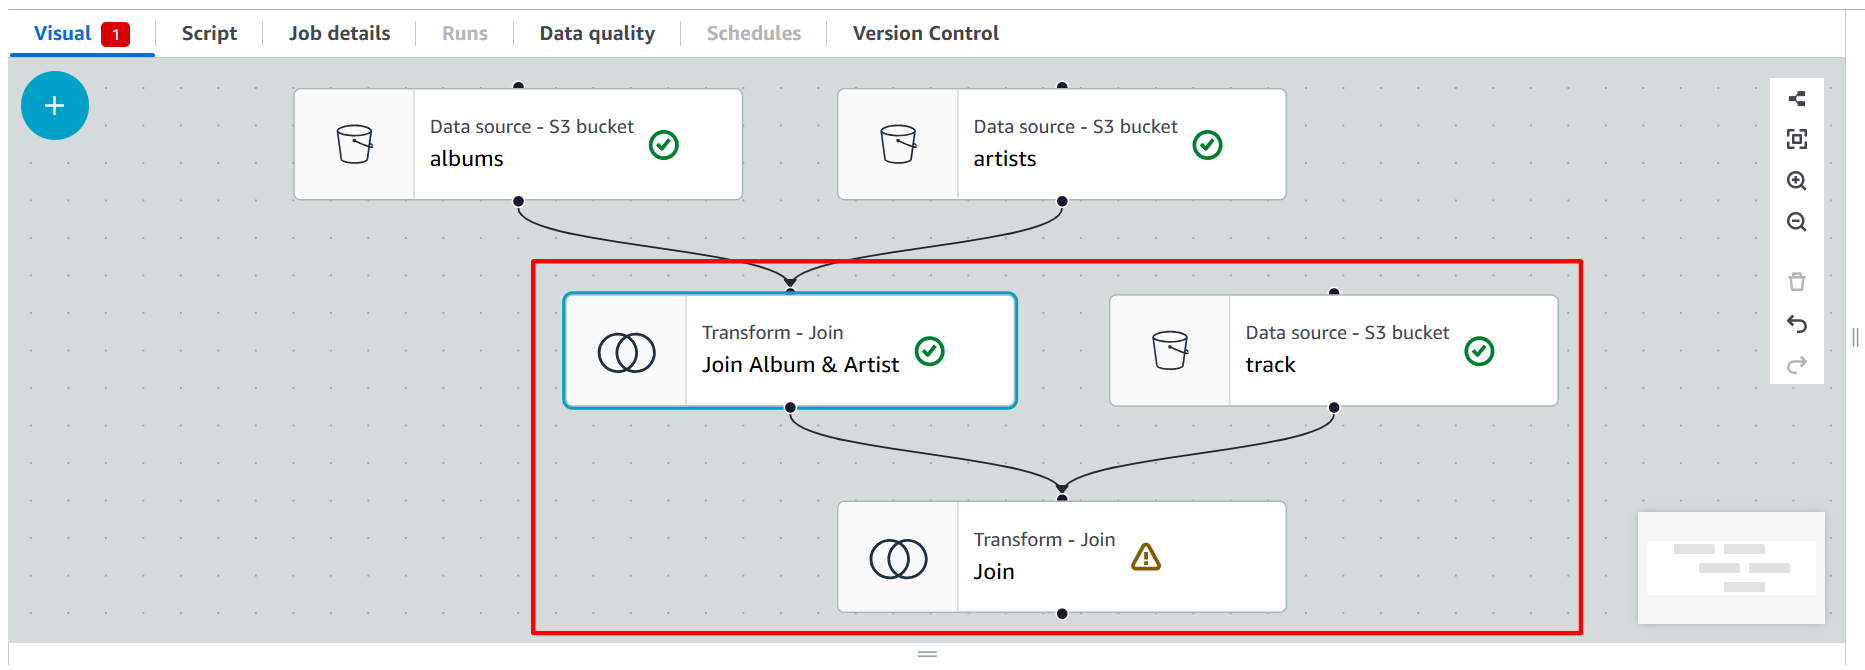 Visual 1 Script Job details Runs Data quality Schedules Version Control
+
Data source - S3 bucket
albums
Data source - S3 bucket
artists
Transform - Join
Join Album & Artist
Data source - S3 bucket
track
Transform - Join
Join